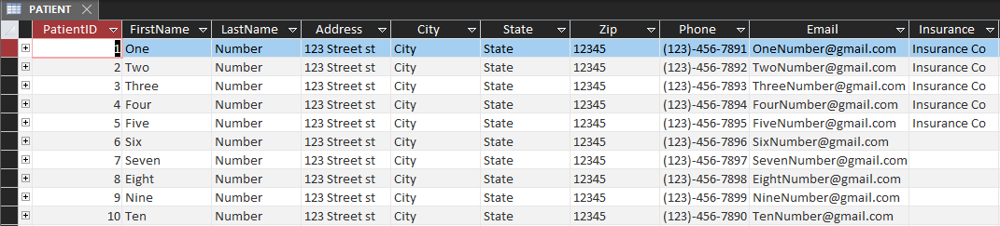 PATIENT
PatientID FirstName LastName Address City State Zip Phone Email Insurance
1 One Number 123 Street st City State 12345 (123)-456-7891 OneNumber@gmail.com Insurance Co
2 Two Number 123 Street st City State 12345 (123)-456-7892 TwoNumber@gmail.com Insurance Co
3 Three Number 123 Street st City State 12345 (123)-456-7893 ThreeNumber@gmail.com Insurance Co
4 Four Number 123 Street st City State 12345 (123)-456-7894 FourNumber@gmail.com Insurance Co
5 Five Number 123 Street st City State 12345 (123)-456-7895 FiveNumber@gmail.com Insurance Co
6 Six Number 123 Street st City State 12345 (123)-456-7896 SixNumber@gmail.com
7 Seven Number 123 Street st City State 12345 (123)-456-7897 SevenNumber@gmail.com
8 Eight Number 123 Street st City State 12345 (123)-456-7898 EightNumber@gmail.com
9 Nine Number 123 Street st City State 12345 (123)-456-7899 NineNumber@gmail.com
10 Ten Number 123 Street st City State 12345 (123)-456-7890 TenNumber@gmail.com